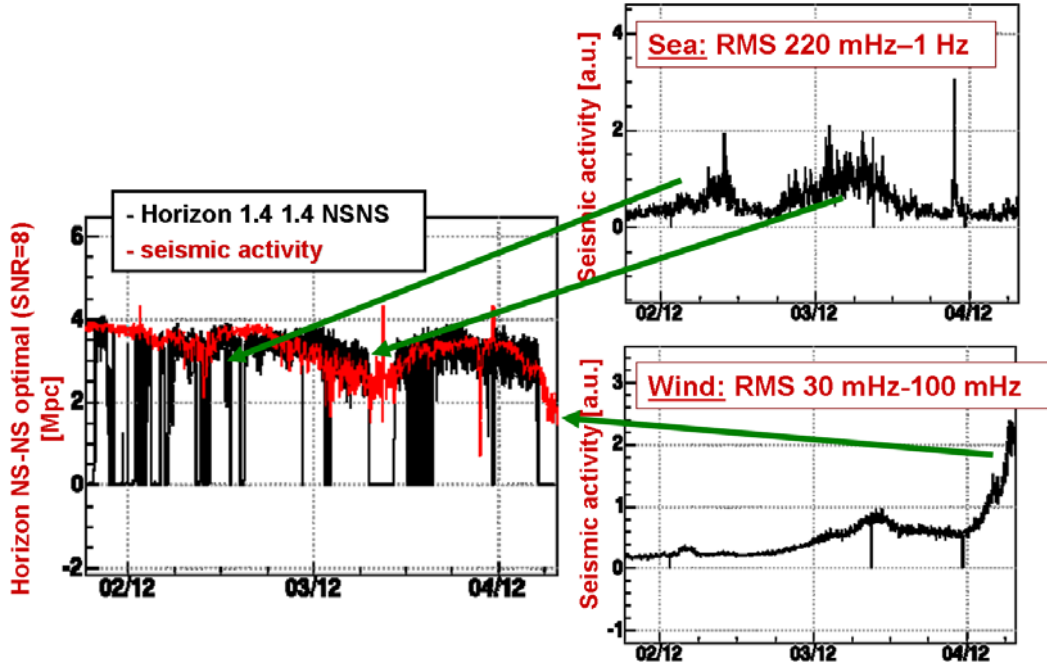 Horizon NS-NS optimal (SNR=8)
[Mpc]
- Horizon 1.4 1.4 NSNS
- seismic activity
6
4
2
0
-2
02/12
03/12
04/12
Seismic activity [a.u.]
Sea: RMS 220 mHz–1 Hz
4
2
0
02/12
03/12
04/12
Seismic activity [a.u.]
Wind: RMS 30 mHz-100 mHz
3
2
1
0
-1
02/12
03/12
04/12